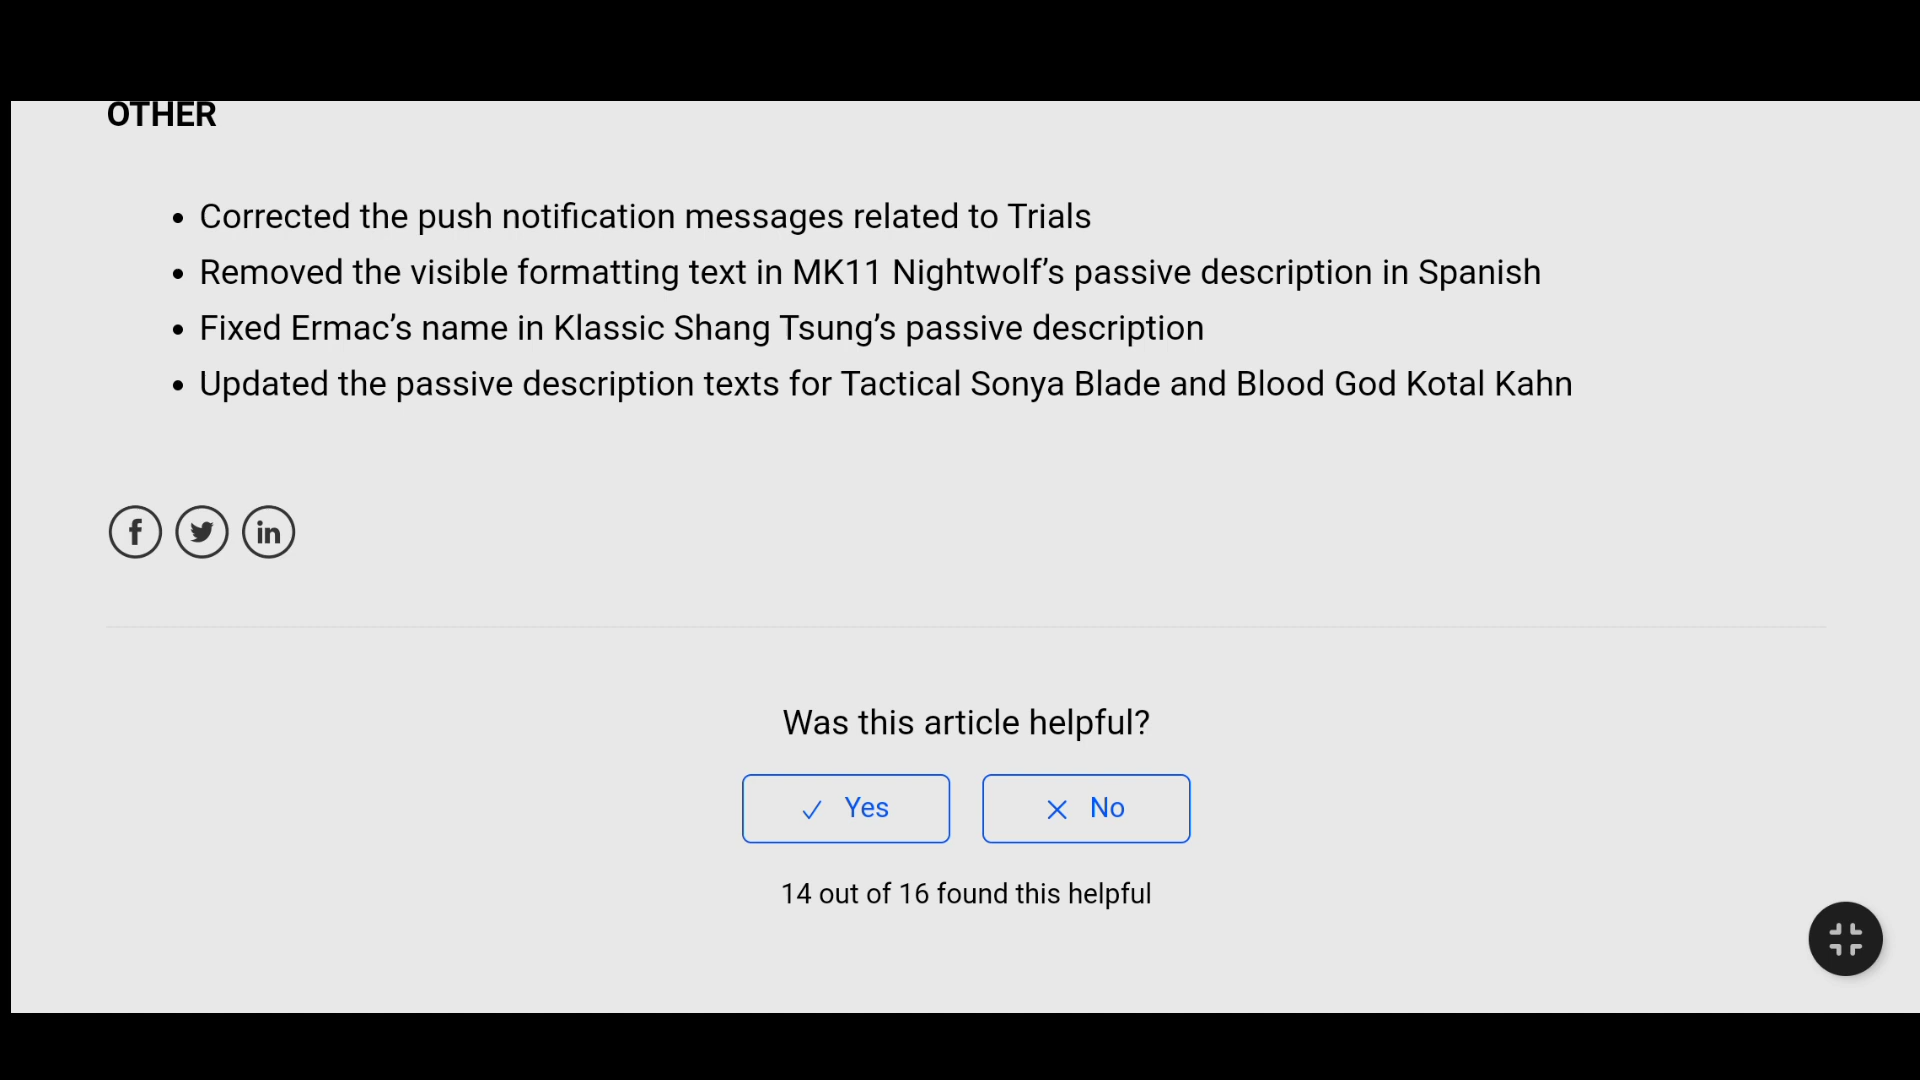 OTHER
• Corrected the push notification messages related to Trials
• Removed the visible formatting text in MK11 Nightwolf’s passive description in Spanish
• Fixed Ermac’s name in Klassic Shang Tsung’s passive description
• Updated the passive description texts for Tactical Sonya Blade and Blood God Kotal Kahn
f in
Was this article helpful?
Yes No
14 out of 16 found this helpful